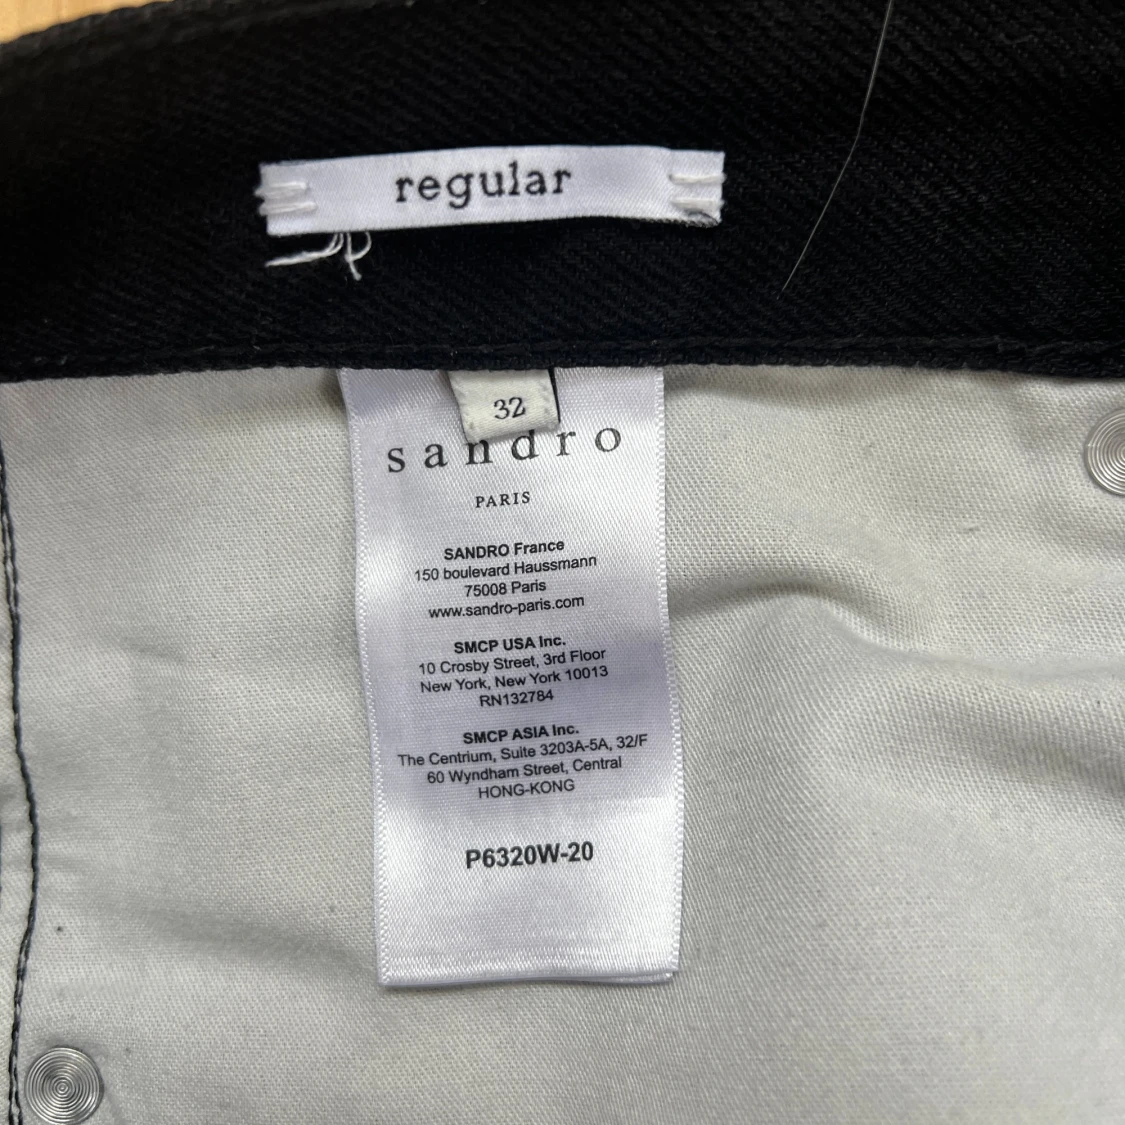 regular
32
sandro
PARIS
SANDRO France
150 boulevard Haussmann
75008 Paris
www.sandro-paris.com
SMCP USA Inc.
10 Crosby Street, 3rd Floor
New York, New York 10013
RN132784
SMCP ASIA Inc.
The Centrium, Suite 3203A-5A, 32/F
60 Wyndham Street, Central
HONG-KONG
P6320W-20